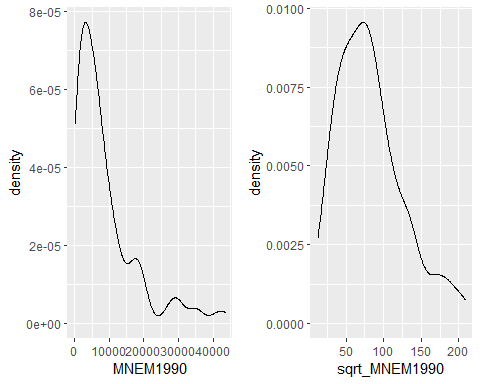 8e-05
6e-05
4e-05
2e-05
0e+00
density
0 10000 20000 30000 40000
MNEM1990
0.0100
0.0075
0.0050
0.0025
0.0000
density
50 100 150 200
sqrt_MNEM1990